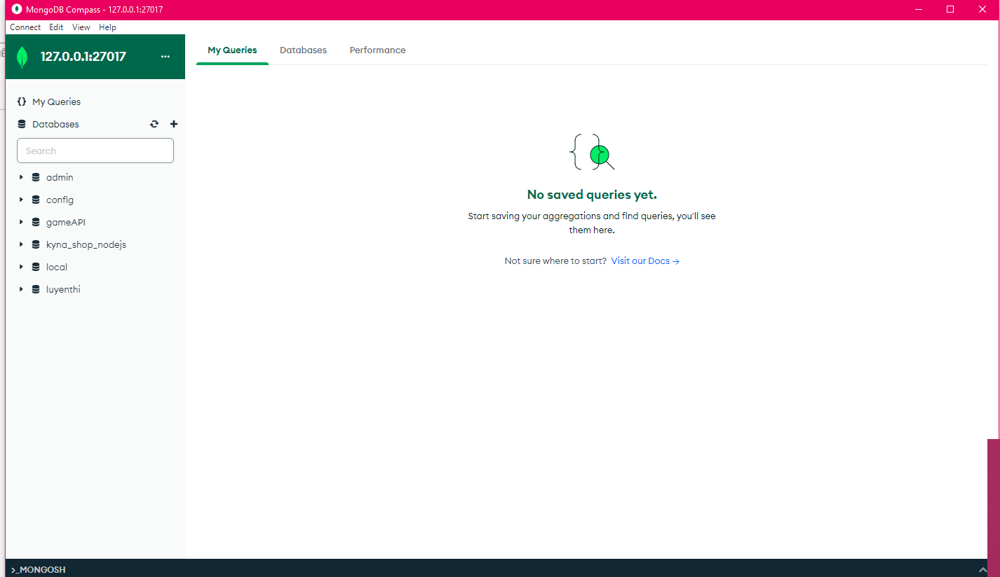 MongoDB Compass - 127.0.0.1:27017
Connect Edit View Help
127.0.0.1:27017 ...
My Queries Databases Performance
{} My Queries
Databases
Search
admin
config
gameAPI
kyna_shop_nodejs
local
luyenthi
No saved queries yet.
Start saving your aggregations and find queries, you'll see
them here.
Not sure where to start? Visit our Docs →
>_MONGOSH